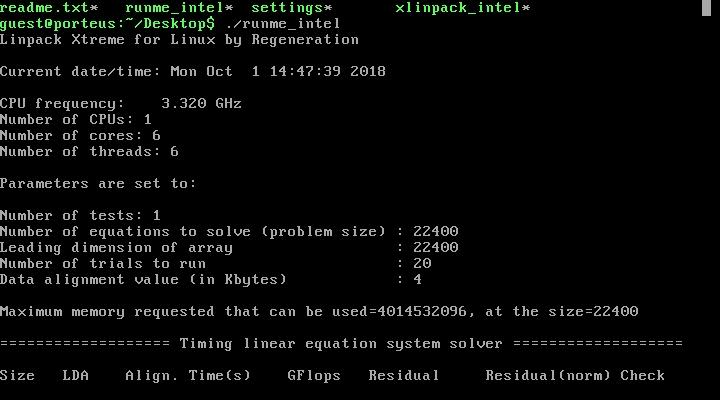 readme.txt*   runme_intel*  settings*       xlinpack_intel*
guest@porteus:~/Desktop$ ./runme_intel
Linpack Xtreme for Linux by Regeneration
Current date/time: Mon Oct  1 14:47:39 2018
CPU frequency:    3.320 GHz
Number of CPUs: 1
Number of cores: 6
Number of threads: 6
Parameters are set to:
Number of tests: 1
Number of equations to solve (problem size) : 22400
Leading dimension of array                  : 22400
Number of trials to run                     : 20
Data alignment value (in Kbytes)            : 4
Maximum memory requested that can be used=4014532096, at the size=22400
=================== Timing linear equation system solver ===================
Size   LDA    Align. Time(s)    GFlops   Residual     Residual(norm) Check